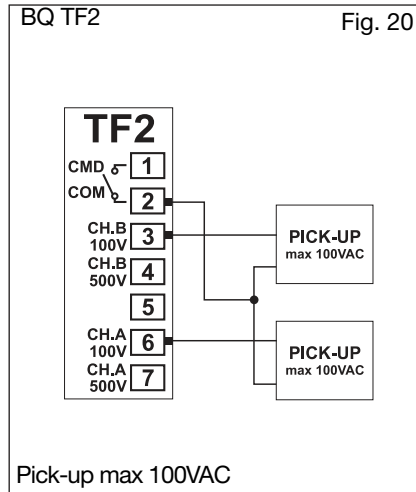 BQ TF2
Fig. 20
TF2
CMD
1
COM
2
CH.B
100V
3
CH.B
500V
4
5
CH.A
100V
6
CH.A
500V
7
PICK-UP
max 100VAC
PICK-UP
max 100VAC
Pick-up max 100VAC